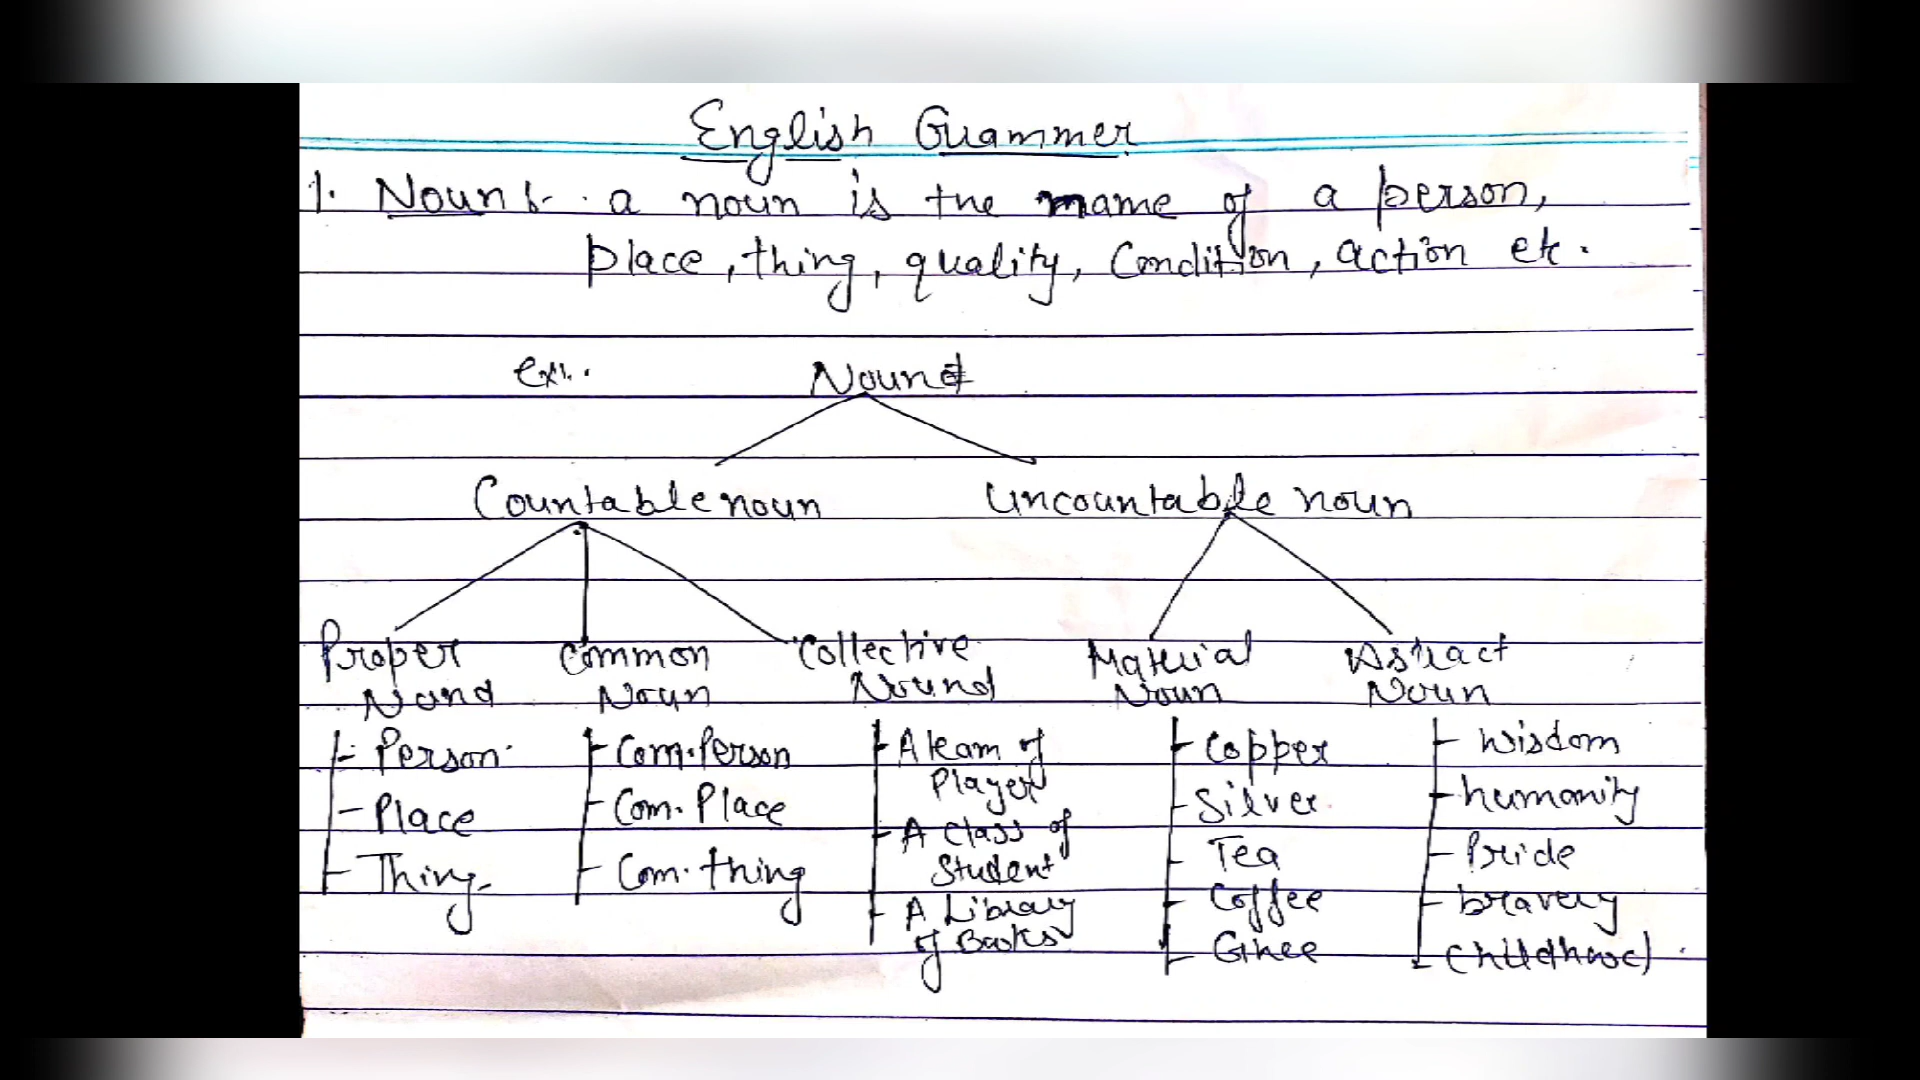 English Grammer
1. Noun :- a noun is the name of a person,
place, thing, quality, Condition, action etc.
ex:.
Noun
Countable noun
Uncountable noun
Proper Nound
Common Noun
Collective Nound
Material Noun
Abstract Noun
- Person
- Place
- Thing
- Com. Person
- Com. Place
- Com. thing
- A team of
Player
- A class of
Student
- A Library
of Books
- Copper
- Silver
- Tea
- Coffee
- Ghee
- Wisdom
- humanity
- Pride
- bravery
- Childhood